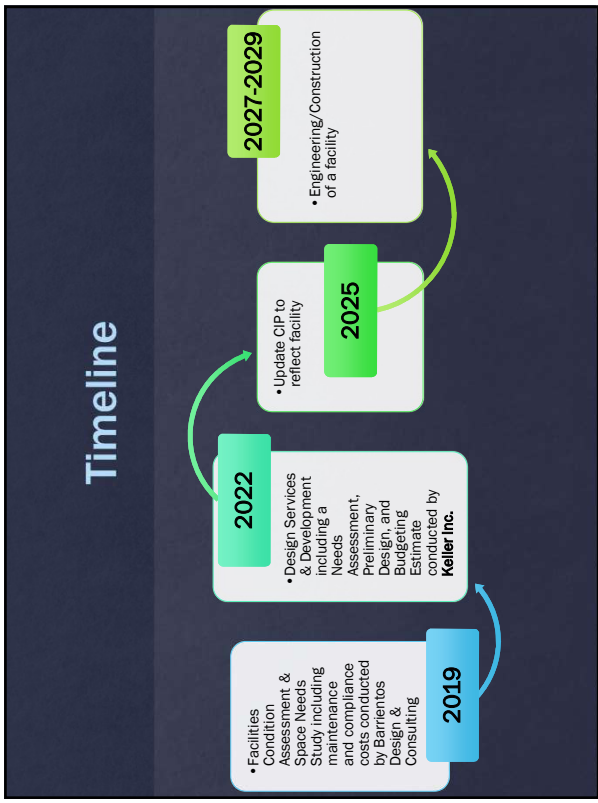 Timeline
• Facilities
Condition
Assessment &
Space Needs
Study including
maintenance
and compliance
costs conducted
by Barrientos
Design &
Consulting
2019
2022
• Design Services
& Development
including a
Needs
Assessment,
Preliminary
Design, and
Budgeting
Estimate
conducted by
Keller Inc.
• Update CIP to
reflect facility
2025
2027-2029
• Engineering/Construction
of a facility